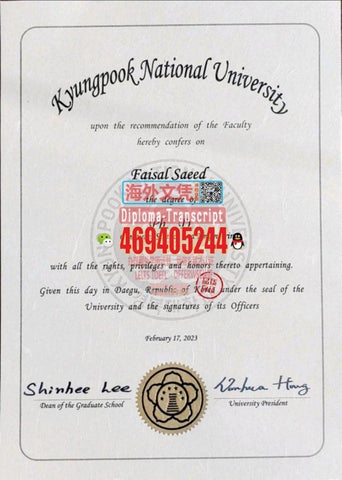 Kyungpook National University
upon the recommendation of the Faculty
hereby confers on
Faisal Saeed
海外文凭
the degree of
Diploma-Transcript
469405244
with all the rights, privileges and honors thereto appertaining.
Given this day in Daegu, Republic of Korea under the seal of the
University and the signatures of its Officers
February 17, 2023
Shinhee Lee
Dean of the Graduate School
University President